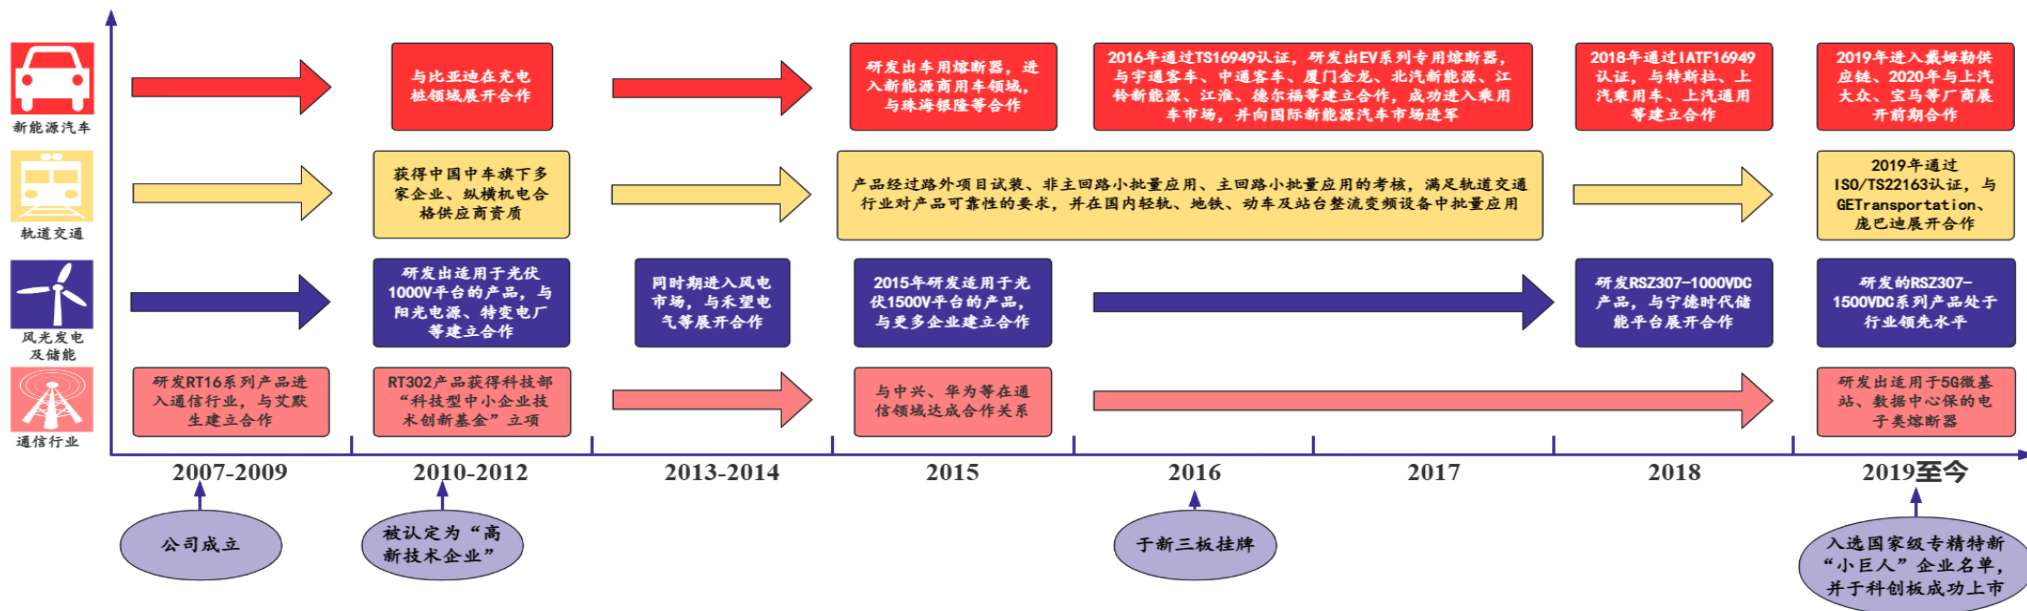 新能源汽车
与比亚迪在充电
桩领域展开合作
研发出车用熔断器，进
入新能源商用车领域，
与珠海银隆等合作
2016年通过TS16949认证，研发出EV系列专用熔断器，
与宇通客车、中通客车、厦门金龙、北汽新能源、江
铃新能源、江淮、德尔福等建立合作，成功进入乘用
车市场，并向国际新能源汽车市场进军
2018年通过IATF16949
认证，与特斯拉、上
汽乘用车、上汽通用
等建立合作
2019年进入戴姆勒供
应链、2020年与上汽
大众、宝马等厂商展
开前期合作
轨道交通
获得中国中车旗下多
家企业、纵横机电合
格供应商资质
产品经过路外项目试装、非主回路小批量应用、主回路小批量应用的考核，满足轨道交通
行业对产品可靠性的要求，并在国内轻轨、地铁、动车及站台整流变频设备中批量应用
2019年通过
ISO/TS22163认证，与
GETransportation、
庞巴迪展开合作
风光发电
及储能
研发出适用于光伏
1000V平台的产品，与
阳光电源、特变电厂
等建立合作
同时期进入风电
市场，与禾望电
气等展开合作
2015年研发适用于光
伏1500V平台的产品，
与更多企业建立合作
研发RSZ307-1000VDC
产品，与宁德时代储
能平台展开合作
研发的RSZ307-
1500VDC系列产品处于
行业领先水平
通信行业
研发RT16系列产品进
入通信行业，与艾默
生建立合作
RT302产品获得科技部
“科技型中小企业技
术创新基金”立项
与中兴、华为等在通
信领域达成合作关系
研发出适用于5G微基
站、数据中心保的电
子类熔断器
2007-2009
2010-2012
2013-2014
2015
2016
2017
2018
2019至今
公司成立
被认定为“高
新技术企业”
于新三板挂牌
入选国家级专精特新
“小巨人”企业名单，
并于科创板成功上市